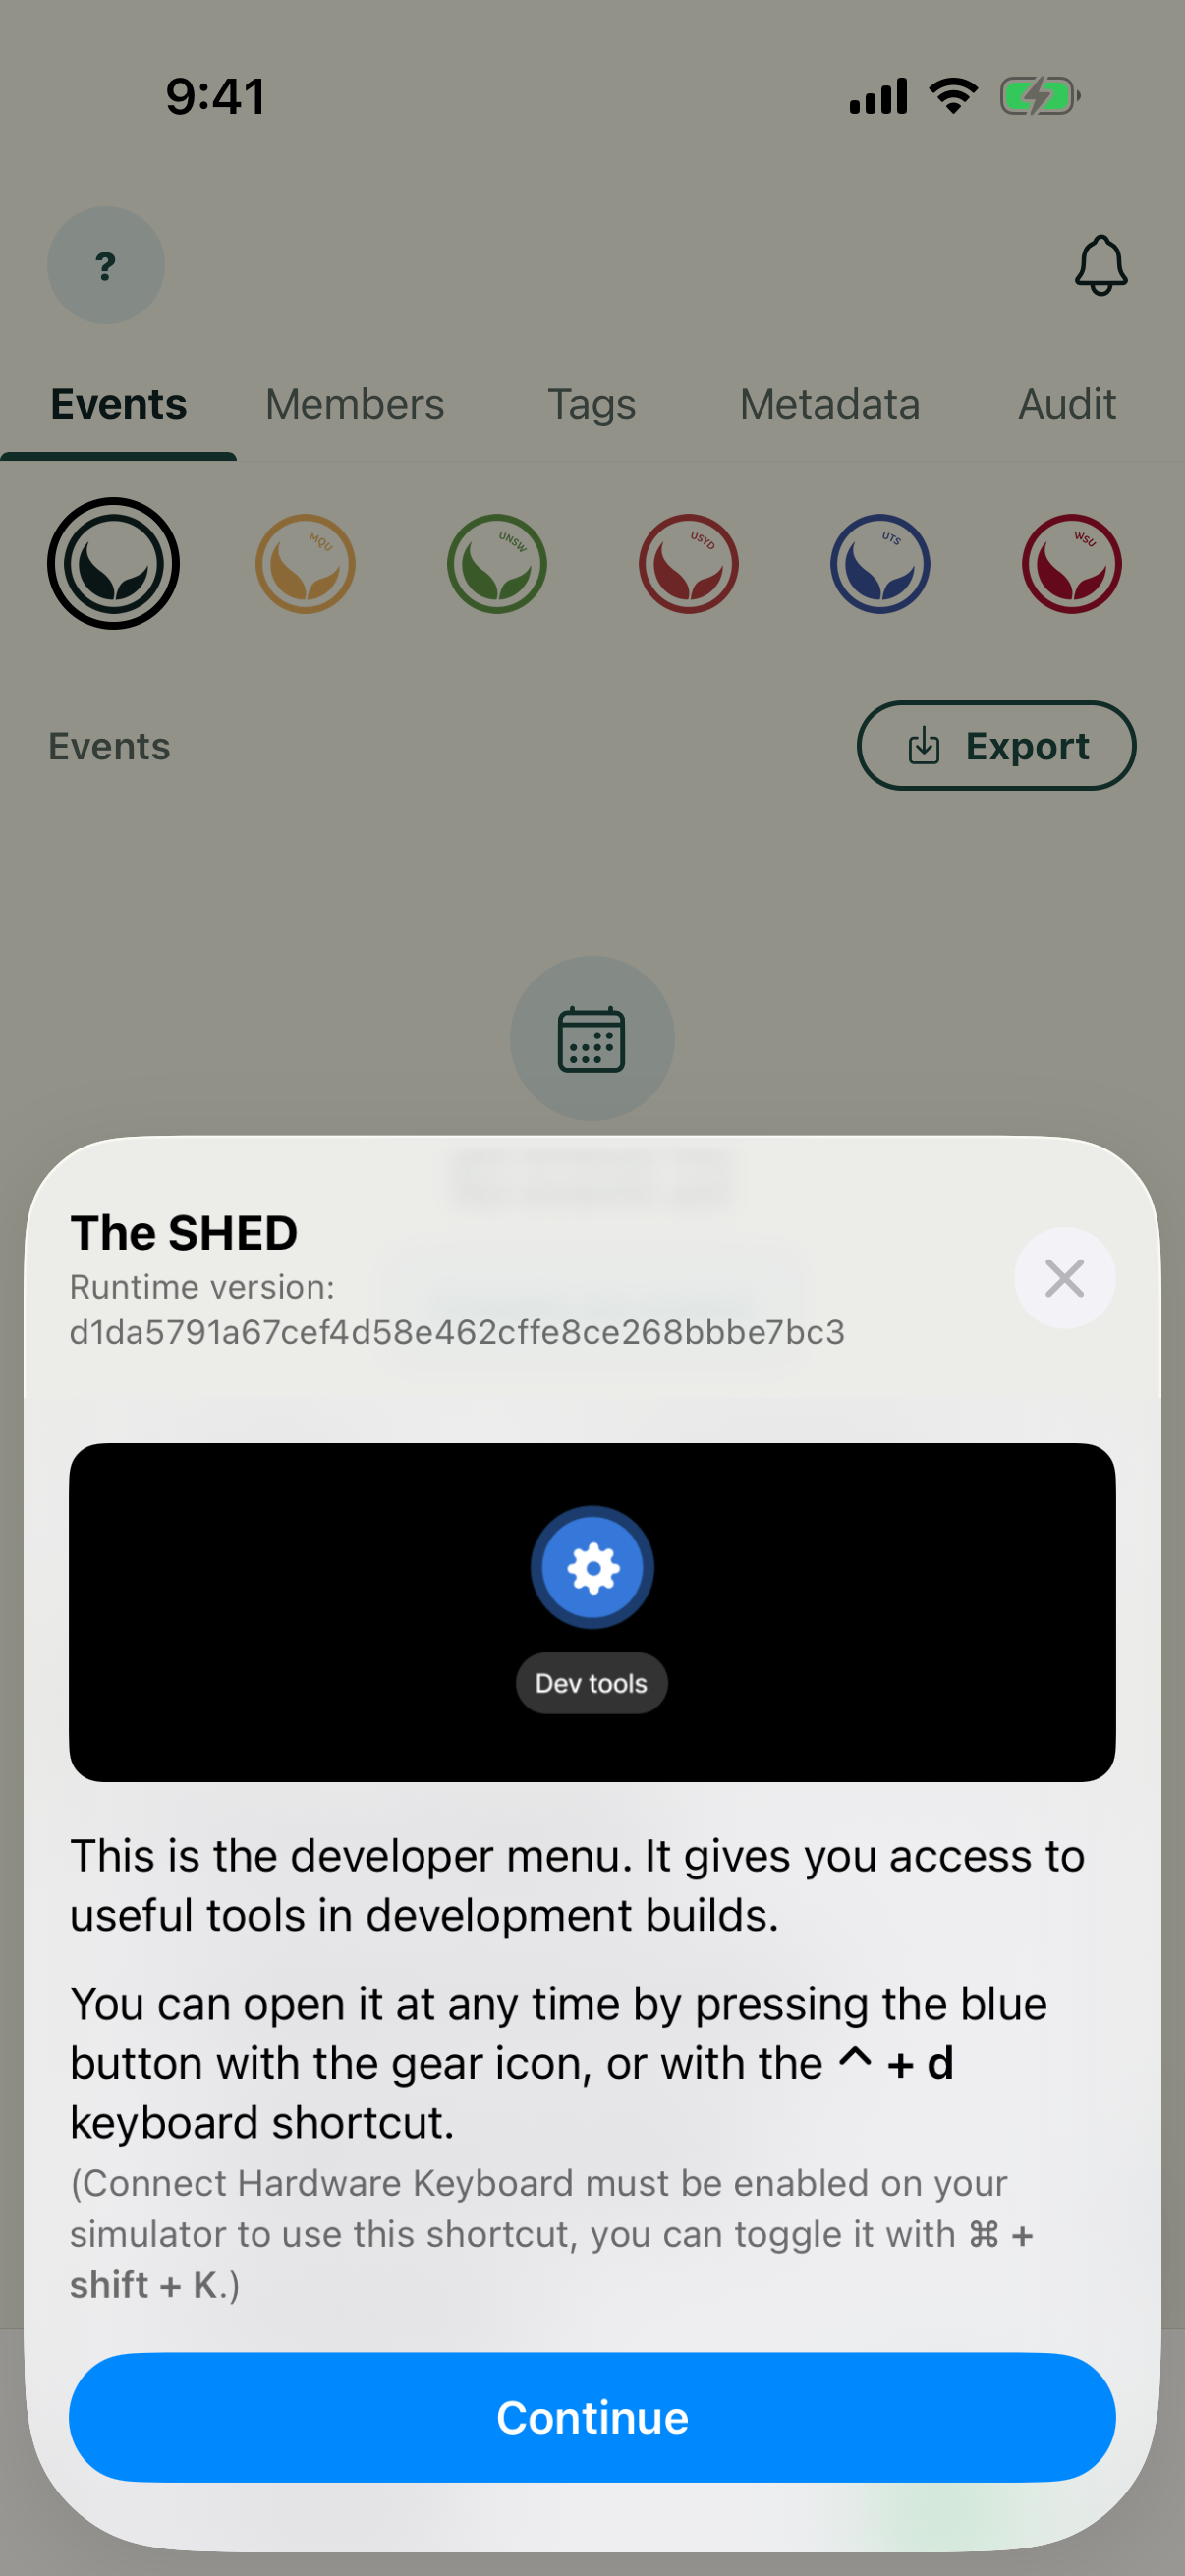 9:41
?
Events Members Tags Metadata Audit
MQU UNSW USYD UTS WSU
Events Export
The SHED
Runtime version:
d1da5791a67cef4d58e462cffe8ce268bbbe7bc3
Dev tools
This is the developer menu. It gives you access to
useful tools in development builds.
You can open it at any time by pressing the blue
button with the gear icon, or with the ^ + d
keyboard shortcut.
(Connect Hardware Keyboard must be enabled on your
simulator to use this shortcut, you can toggle it with ⌘ +
shift + K.)
Continue